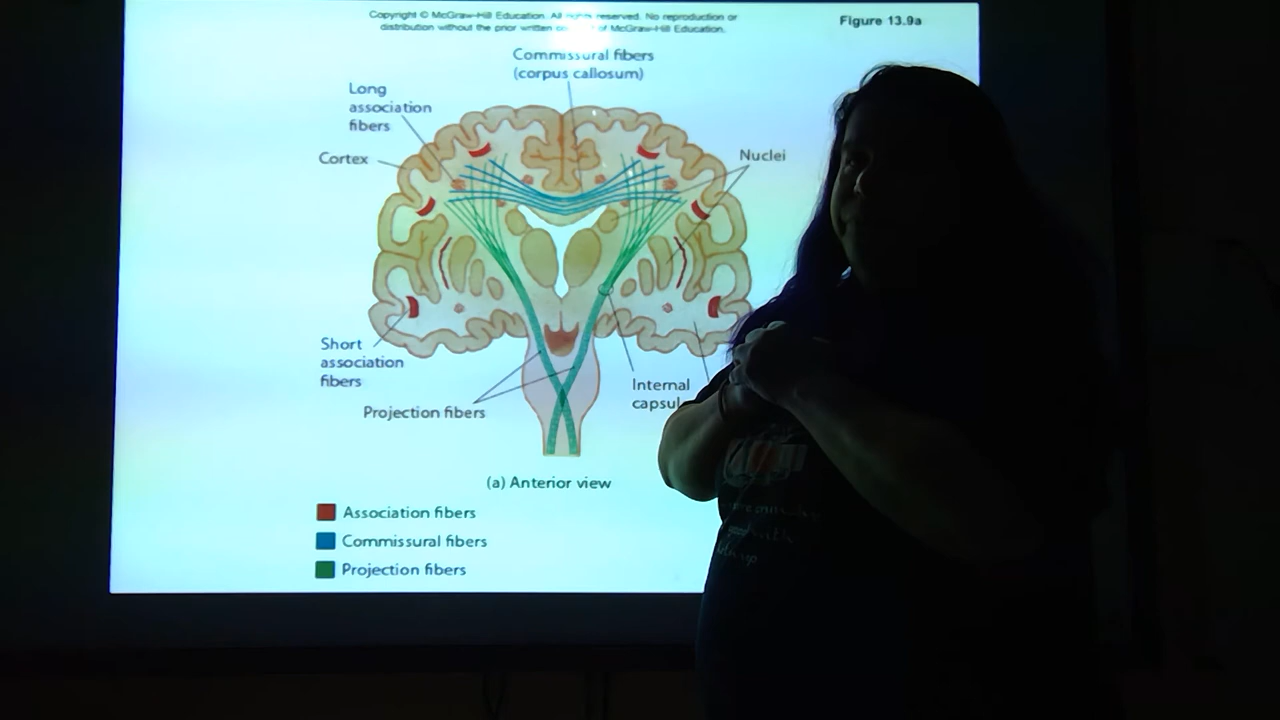 Copyright © McGraw-Hill Education. All rights reserved. No reproduction or
distribution without the prior written of McGraw-Hill Education.
Figure 13.9a
Commissural fibers
(corpus callosum)
Long
association
fibers
Cortex
Nuclei
Short
association
fibers
Projection fibers
Internal
capsul
(a) Anterior view
Association fibers
Commissural fibers
Projection fibers